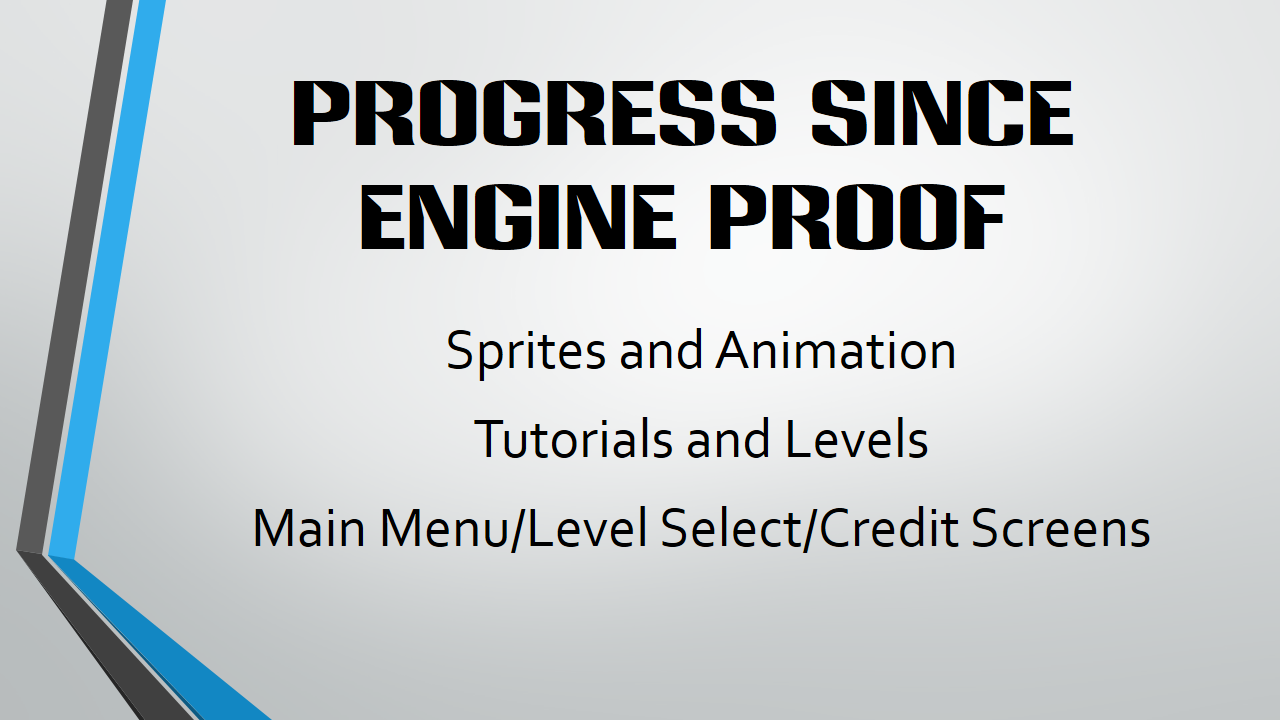 PROGRESS SINCE
ENGINE PROOF
Sprites and Animation
Tutorials and Levels
Main Menu/Level Select/Credit Screens